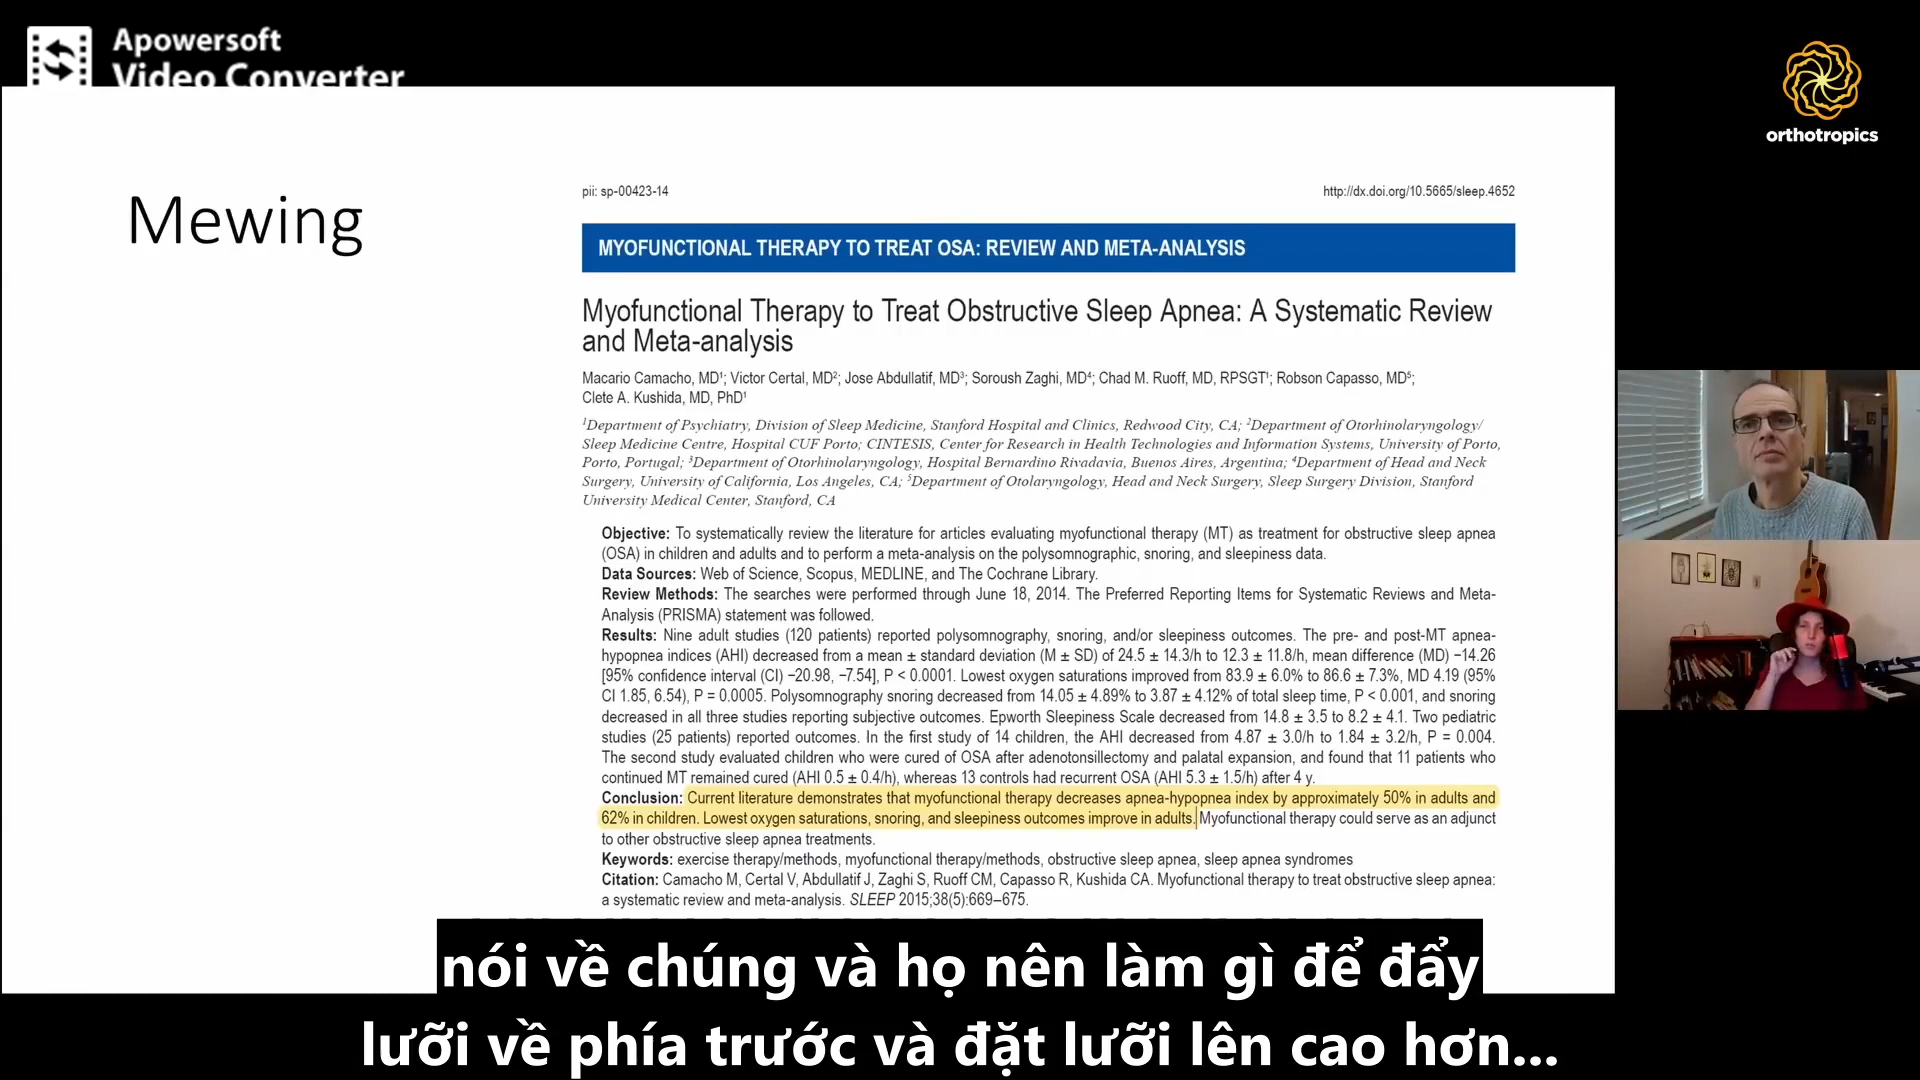 Apowersoft
Video Converter
orthotropics
Mewing
pii: sp-00423-14
http://dx.doi.org/10.5665/sleep.4652
MYOFUNCTIONAL THERAPY TO TREAT OSA: REVIEW AND META-ANALYSIS
Myofunctional Therapy to Treat Obstructive Sleep Apnea: A Systematic Review
and Meta-analysis
Macario Camacho, MD¹; Victor Certal, MD²; Jose Abdullatif, MD³; Soroush Zaghi, MD⁴; Chad M. Ruoff, MD, RPSGT¹; Robson Capasso, MD⁵;
Clete A. Kushida, MD, PhD¹
¹Department of Psychiatry, Division of Sleep Medicine, Stanford Hospital and Clinics, Redwood City, CA; ²Department of Otorhinolaryngology/
Sleep Medicine Centre, Hospital CUF Porto; CINTESIS, Center for Research in Health Technologies and Information Systems, University of Porto,
Porto, Portugal; ³Department of Otorhinolaryngology, Hospital Bernardino Rivadavia, Buenos Aires, Argentina; ⁴Department of Head and Neck
Surgery, University of California, Los Angeles, CA; ⁵Department of Otolaryngology, Head and Neck Surgery, Sleep Surgery Division, Stanford
University Medical Center, Stanford, CA
Objective: To systematically review the literature for articles evaluating myofunctional therapy (MT) as treatment for obstructive sleep apnea
(OSA) in children and adults and to perform a meta-analysis on the polysomnographic, snoring, and sleepiness data.
Data Sources: Web of Science, Scopus, MEDLINE, and The Cochrane Library.
Review Methods: The searches were performed through June 18, 2014. The Preferred Reporting Items for Systematic Reviews and Meta-
Analysis (PRISMA) statement was followed.
Results: Nine adult studies (120 patients) reported polysomnography, snoring, and/or sleepiness outcomes. The pre- and post-MT apnea-
hypopnea indices (AHI) decreased from a mean ± standard deviation (M ± SD) of 24.5 ± 14.3/h to 12.3 ± 11.8/h, mean difference (MD) −14.26
[95% confidence interval (CI) −20.98, −7.54], P < 0.0001. Lowest oxygen saturations improved from 83.9 ± 6.0% to 86.6 ± 7.3%, MD 4.19 (95%
CI 1.85, 6.54), P = 0.0005. Polysomnography snoring decreased from 14.05 ± 4.89% to 3.87 ± 4.12% of total sleep time, P < 0.001, and snoring
decreased in all three studies reporting subjective outcomes. Epworth Sleepiness Scale decreased from 14.8 ± 3.5 to 8.2 ± 4.1. Two pediatric
studies (25 patients) reported outcomes. In the first study of 14 children, the AHI decreased from 4.87 ± 3.0/h to 1.84 ± 3.2/h, P = 0.004.
The second study evaluated children who were cured of OSA after adenotonsillectomy and palatal expansion, and found that 11 patients who
continued MT remained cured (AHI 0.5 ± 0.4/h), whereas 13 controls had recurrent OSA (AHI 5.3 ± 1.5/h) after 4 y.
Conclusion: Current literature demonstrates that myofunctional therapy decreases apnea-hypopnea index by approximately 50% in adults and
62% in children. Lowest oxygen saturations, snoring, and sleepiness outcomes improve in adults. Myofunctional therapy could serve as an adjunct
to other obstructive sleep apnea treatments.
Keywords: exercise therapy/methods, myofunctional therapy/methods, obstructive sleep apnea, sleep apnea syndromes
Citation: Camacho M, Certal V, Abdullatif J, Zaghi S, Ruoff CM, Capasso R, Kushida CA. Myofunctional therapy to treat obstructive sleep apnea:
a systematic review and meta-analysis. SLEEP 2015;38(5):669–675.
nói về chúng và họ nên làm gì để đẩy
lưỡi về phía trước và đặt lưỡi lên cao hơn...